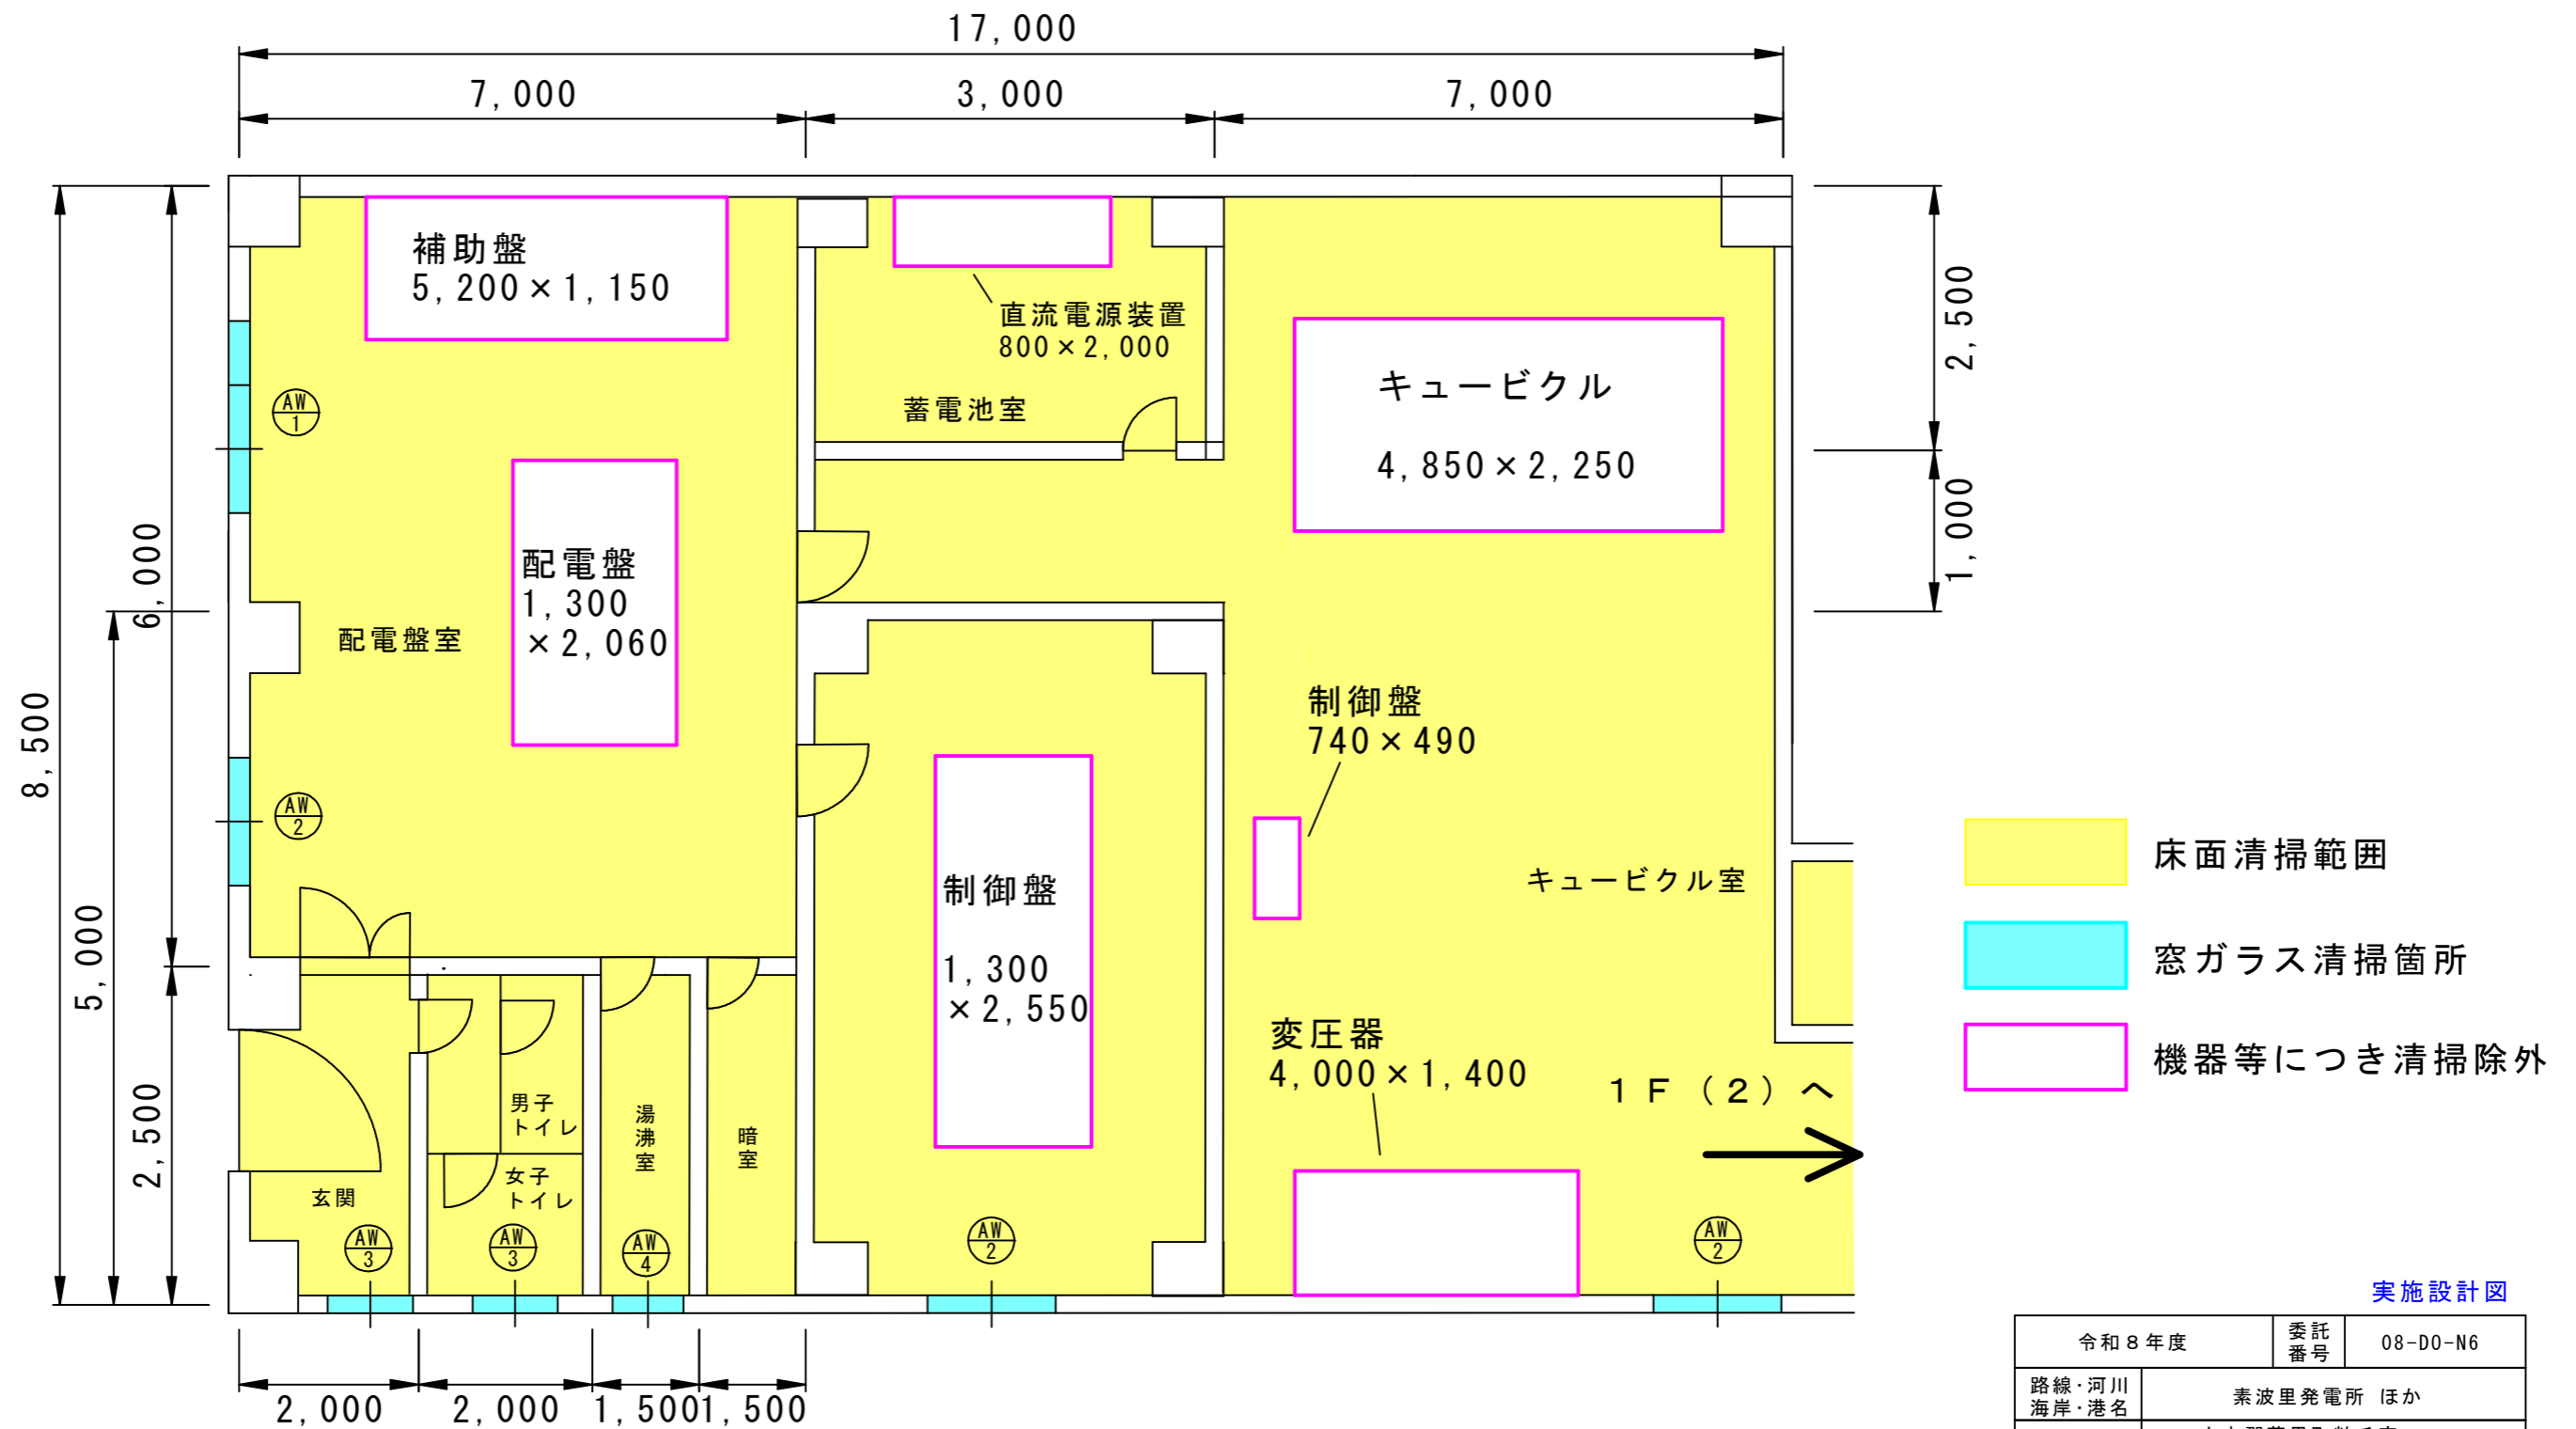 17,000
7,000
3,000
7,000
8,500
6,000
5,000
2,500
2,500
1,000
補助盤
5,200×1,150
直流電源装置
800×2,000
蓄電池室
キュービクル
4,850×2,250
AW
1
配電盤
1,300
×2,060
配電盤室
制御盤
740×490
AW
2
キュービクル室
制御盤
1,300
×2,550
変圧器
4,000×1,400
1F(2)へ
男子
トイレ
女子
トイレ
湯沸室
暗室
玄関
AW
3
AW
3
AW
4
AW
2
AW
2
2,000
2,000
1,500
1,500
床面清掃範囲
窓ガラス清掃箇所
機器等につき清掃除外
実施設計図
令和8年度
委託
番号
08-DO-N6
路線・河川
海岸・港名
素波里発電所 ほか